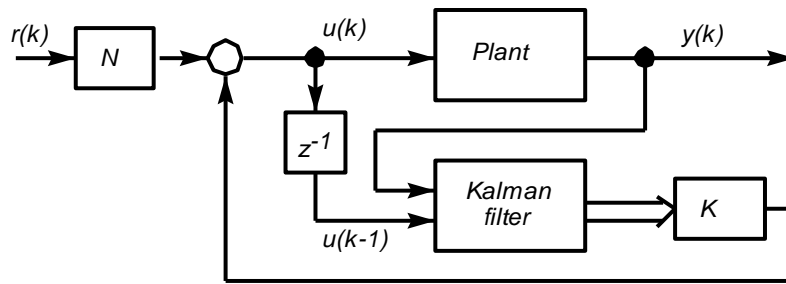 r(k)
N
u(k)
Plant
y(k)
z⁻¹
Kalman
filter
K
u(k-1)